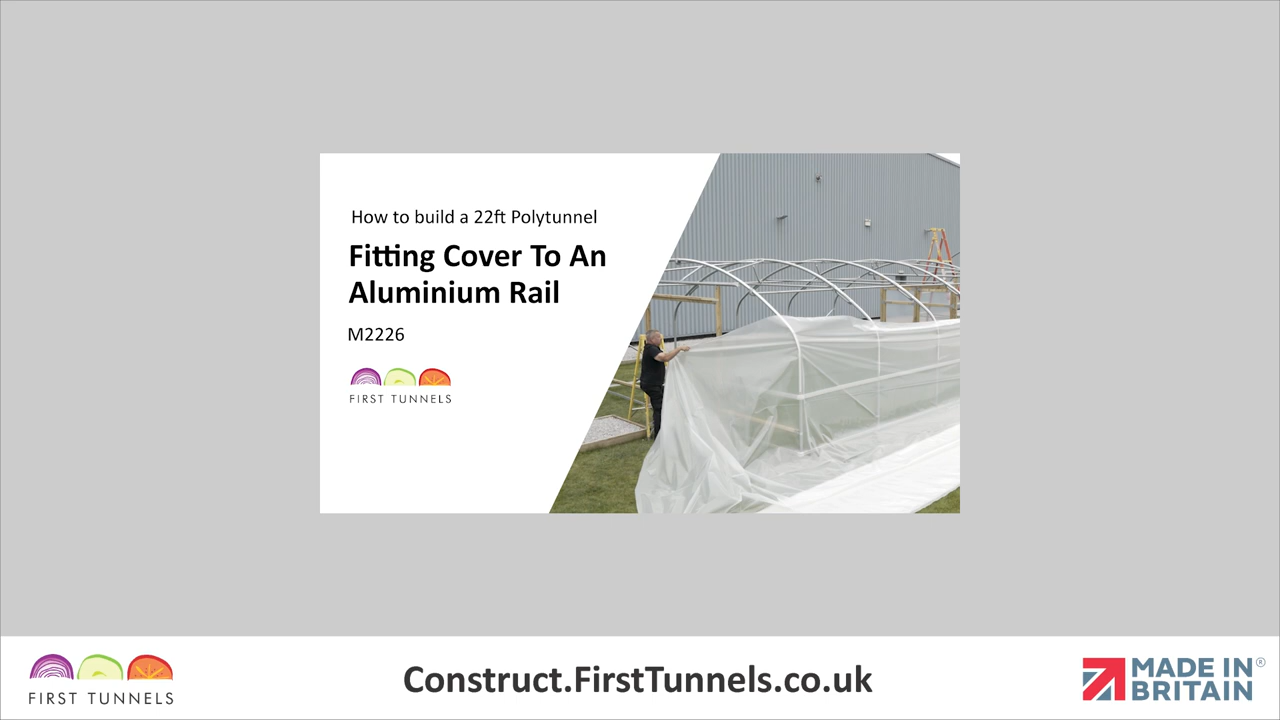 How to build a 22ft Polytunnel
Fitting Cover To An
Aluminium Rail
M2226
FIRST TUNNELS
FIRST TUNNELS
Construct.FirstTunnels.co.uk
MADE IN®
BRITAIN